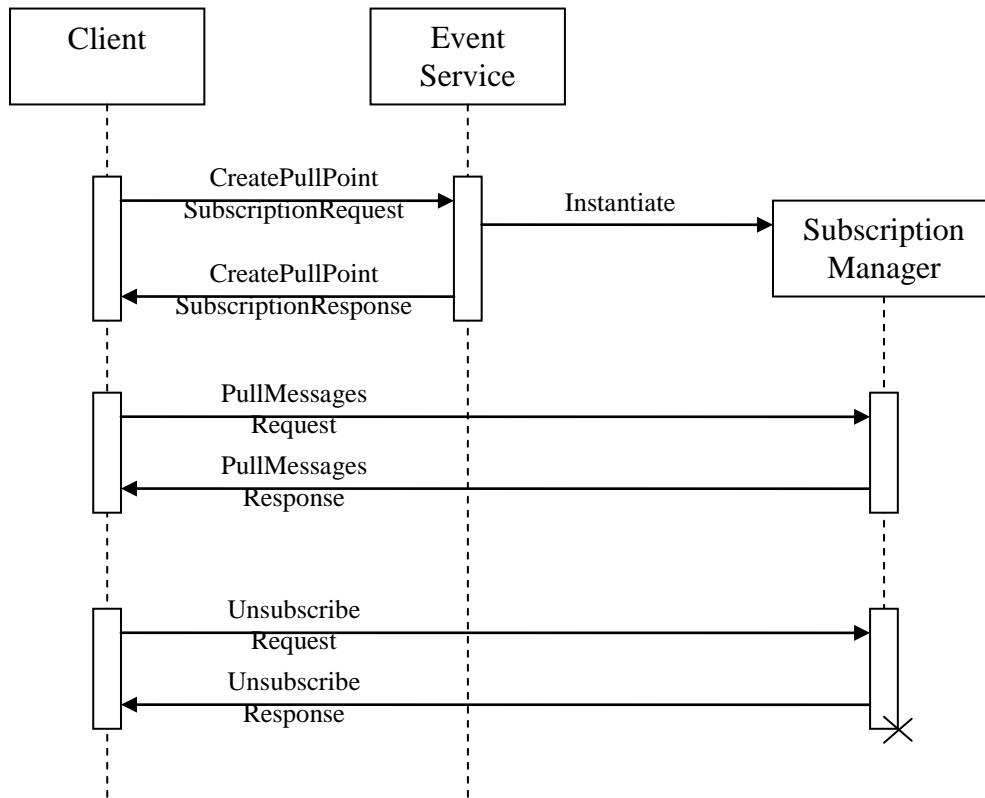 Client
Event
Service
CreatePullPoint
SubscriptionRequest
Instantiate
Subscription
Manager
CreatePullPoint
SubscriptionResponse
PullMessages
Request
PullMessages
Response
Unsubscribe
Request
Unsubscribe
Response